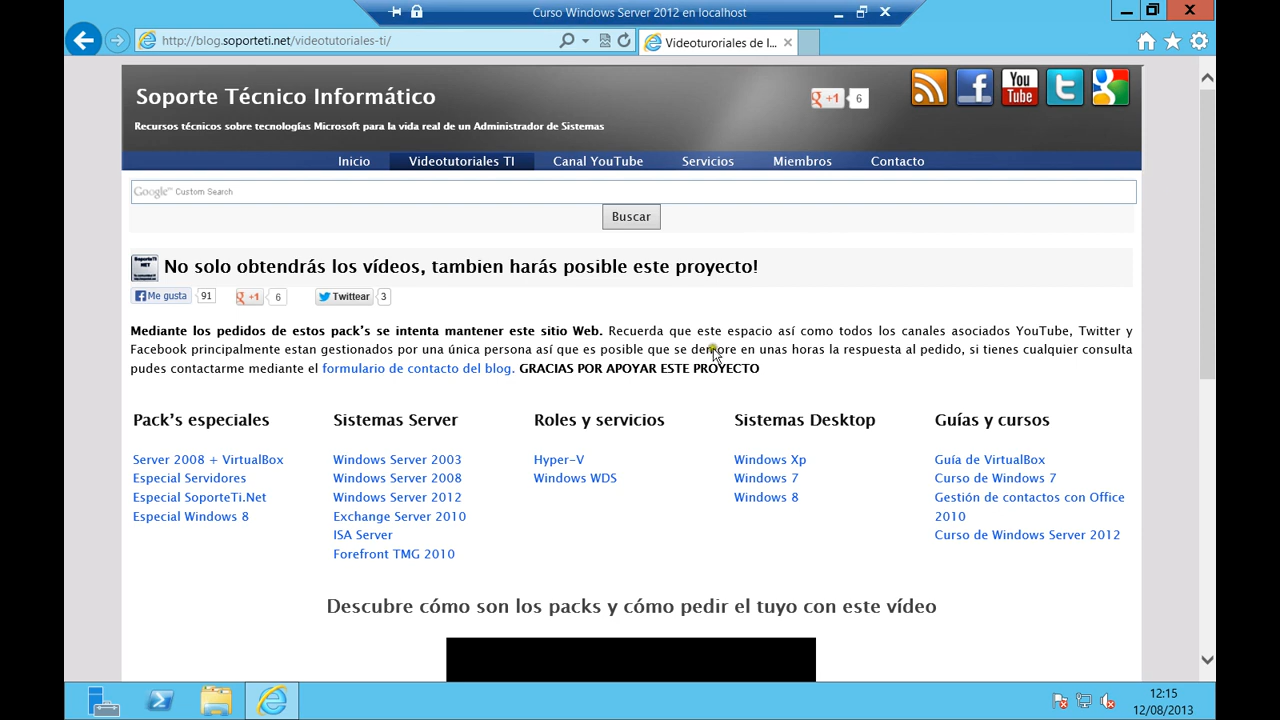 Curso Windows Server 2012 en localhost
http://blog.soporteti.net/videotutoriales-ti/
Videoturoriales de I...
Soporte Técnico Informático
Recursos técnicos sobre tecnologías Microsoft para la vida real de un Administrador de Sistemas
+1 6
You
Tube
Inicio Videotutoriales TI Canal YouTube Servicios Miembros Contacto
Google™ Custom Search
Buscar
SoporteTi
NET
No solo obtendrás los vídeos, tambien harás posible este proyecto!
Me gusta 91 +1 6 Twittear 3
Mediante los pedidos de estos pack's se intenta mantener este sitio Web. Recuerda que este espacio así como todos los canales asociados YouTube, Twitter y
Facebook principalmente estan gestionados por una única persona así que es posible que se demore en unas horas la respuesta al pedido, si tienes cualquier consulta
pudes contactarme mediante el formulario de contacto del blog. GRACIAS POR APOYAR ESTE PROYECTO
Pack's especiales
Server 2008 + VirtualBox
Especial Servidores
Especial SoporteTi.Net
Especial Windows 8
Sistemas Server
Windows Server 2003
Windows Server 2008
Windows Server 2012
Exchange Server 2010
ISA Server
Forefront TMG 2010
Roles y servicios
Hyper-V
Windows WDS
Sistemas Desktop
Windows Xp
Windows 7
Windows 8
Guías y cursos
Guía de VirtualBox
Curso de Windows 7
Gestión de contactos con Office
2010
Curso de Windows Server 2012
Descubre cómo son los packs y cómo pedir el tuyo con este vídeo
12:15
12/08/2013